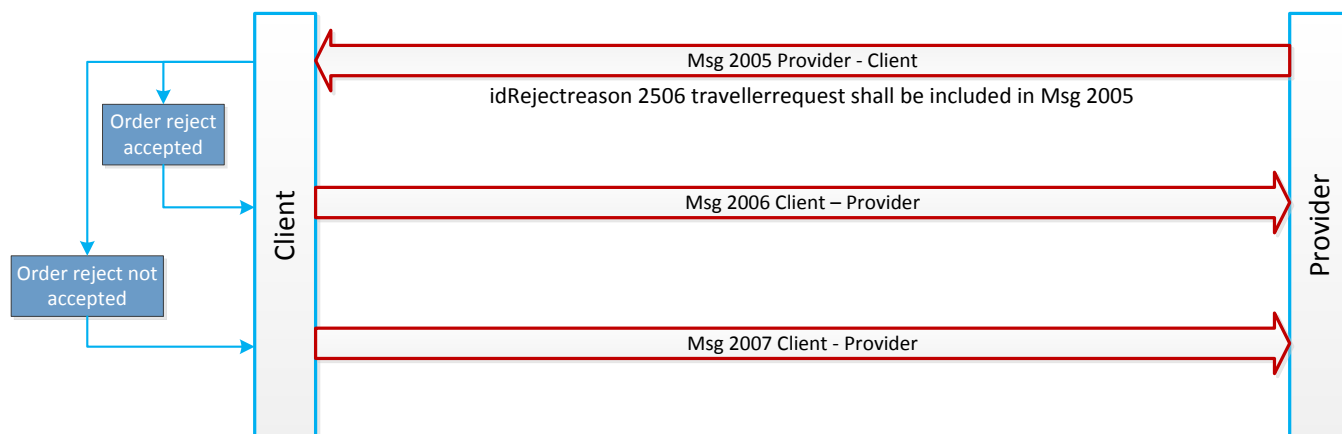 Msg 2005 Provider - Client
idRejectreason 2506 travellerrequest shall be included in Msg 2005
Order reject
accepted
Msg 2006 Client – Provider
Client
Provider
Order reject not
accepted
Msg 2007 Client - Provider